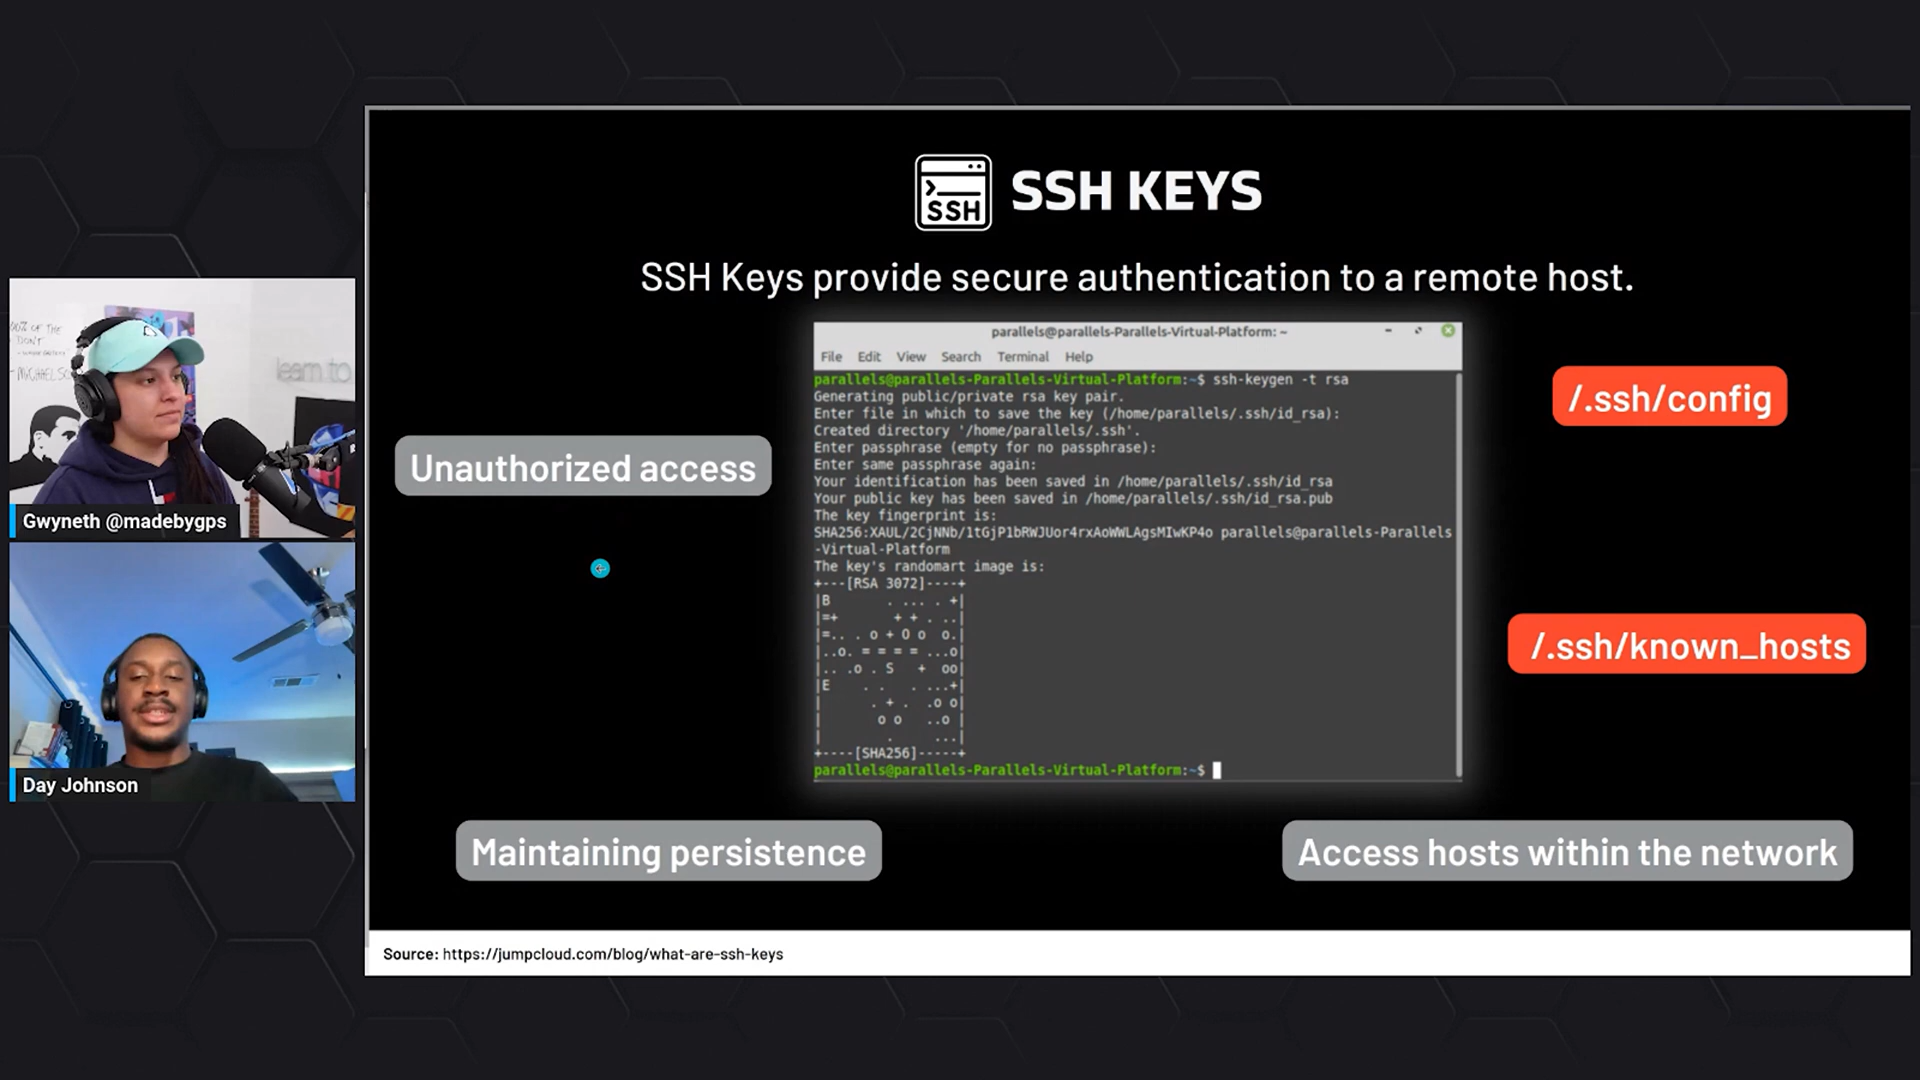 SSH
SSH KEYS
SSH Keys provide secure authentication to a remote host.
parallels@parallels-Parallels-Virtual-Platform: ~
File Edit View Search Terminal Help
parallels@parallels-Parallels-Virtual-Platform:~$ ssh-keygen -t rsa
Generating public/private rsa key pair.
Enter file in which to save the key (/home/parallels/.ssh/id_rsa):
Created directory '/home/parallels/.ssh'.
Enter passphrase (empty for no passphrase):
Enter same passphrase again:
Your identification has been saved in /home/parallels/.ssh/id_rsa
Your public key has been saved in /home/parallels/.ssh/id_rsa.pub
The key fingerprint is:
SHA256:XAUL/2CjNNb/1tGjP1bRWJUor4rxAoWWLAgsMIwKP4o parallels@parallels-Parallels
-Virtual-Platform
The key's randomart image is:
+---[RSA 3072]----+
|B      . ... . +|
|=+      + + . ..|
|=.. . o + O o  o.|
|..o. = = = = ...o|
|.. .o . S   +  oo|
|E    . .   . ...+|
|      . + .  .o o|
|       o o   ..o |
|        .     ...|
+----[SHA256]-----+
parallels@parallels-Parallels-Virtual-Platform:~$
Unauthorized access
/.ssh/config
/.ssh/known_hosts
Maintaining persistence
Access hosts within the network
Source: https://jumpcloud.com/blog/what-are-ssh-keys
OF THE
DON'T
learn to
Gwyneth @madebygps
Day Johnson